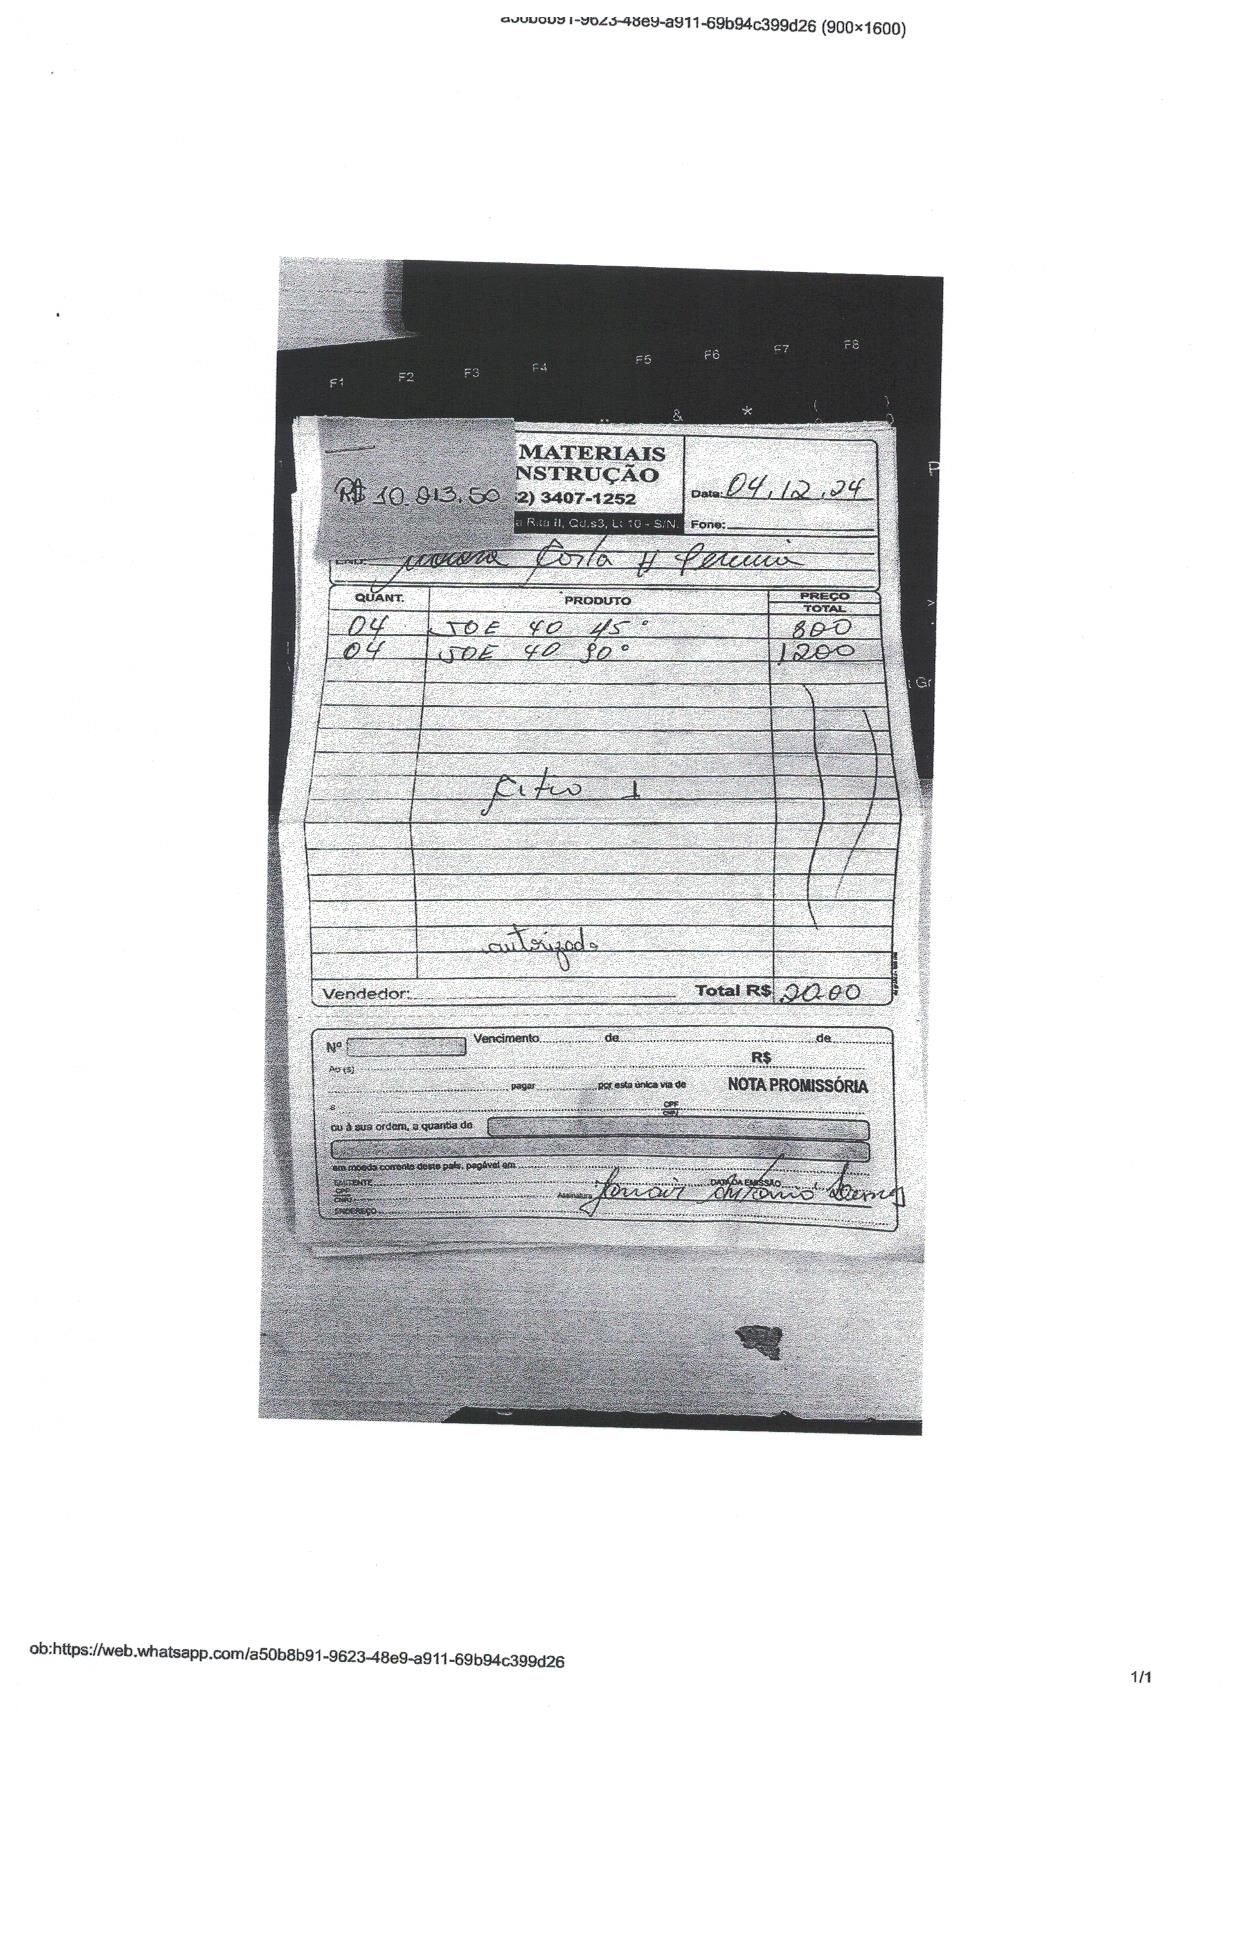 a50b8b91-9623-48e9-a911-69b94c399d26 (900×1600)
F1 F2 F3 F4 F5 F6 F7 F8
& * ( )
R$ 10.913,50
MATERIAIS
NSTRUÇÃO
2) 3407-1252
a Rita II, Qd.s3, Lt 10 - S/N.
Data: 04.12.24
Fone:
END: Costa
QUANT. PRODUTO PREÇO TOTAL
04 JOE 40 45° 800
04 JOE 40 90° 1200
1
autorizado
Vendedor: Total R$ 2000
Nº Vencimento de de
R$
Ao(s)
pagar por esta única via de NOTA PROMISSÓRIA
a CPF CNPJ
ou à sua ordem, a quantia de
em moeda corrente deste país, pagável em
EMITENTE DATA DA EMISSÃO
CPF CNPJ Assinatura Antonio
ENDEREÇO
ob:https://web.whatsapp.com/a50b8b91-9623-48e9-a911-69b94c399d26
1/1